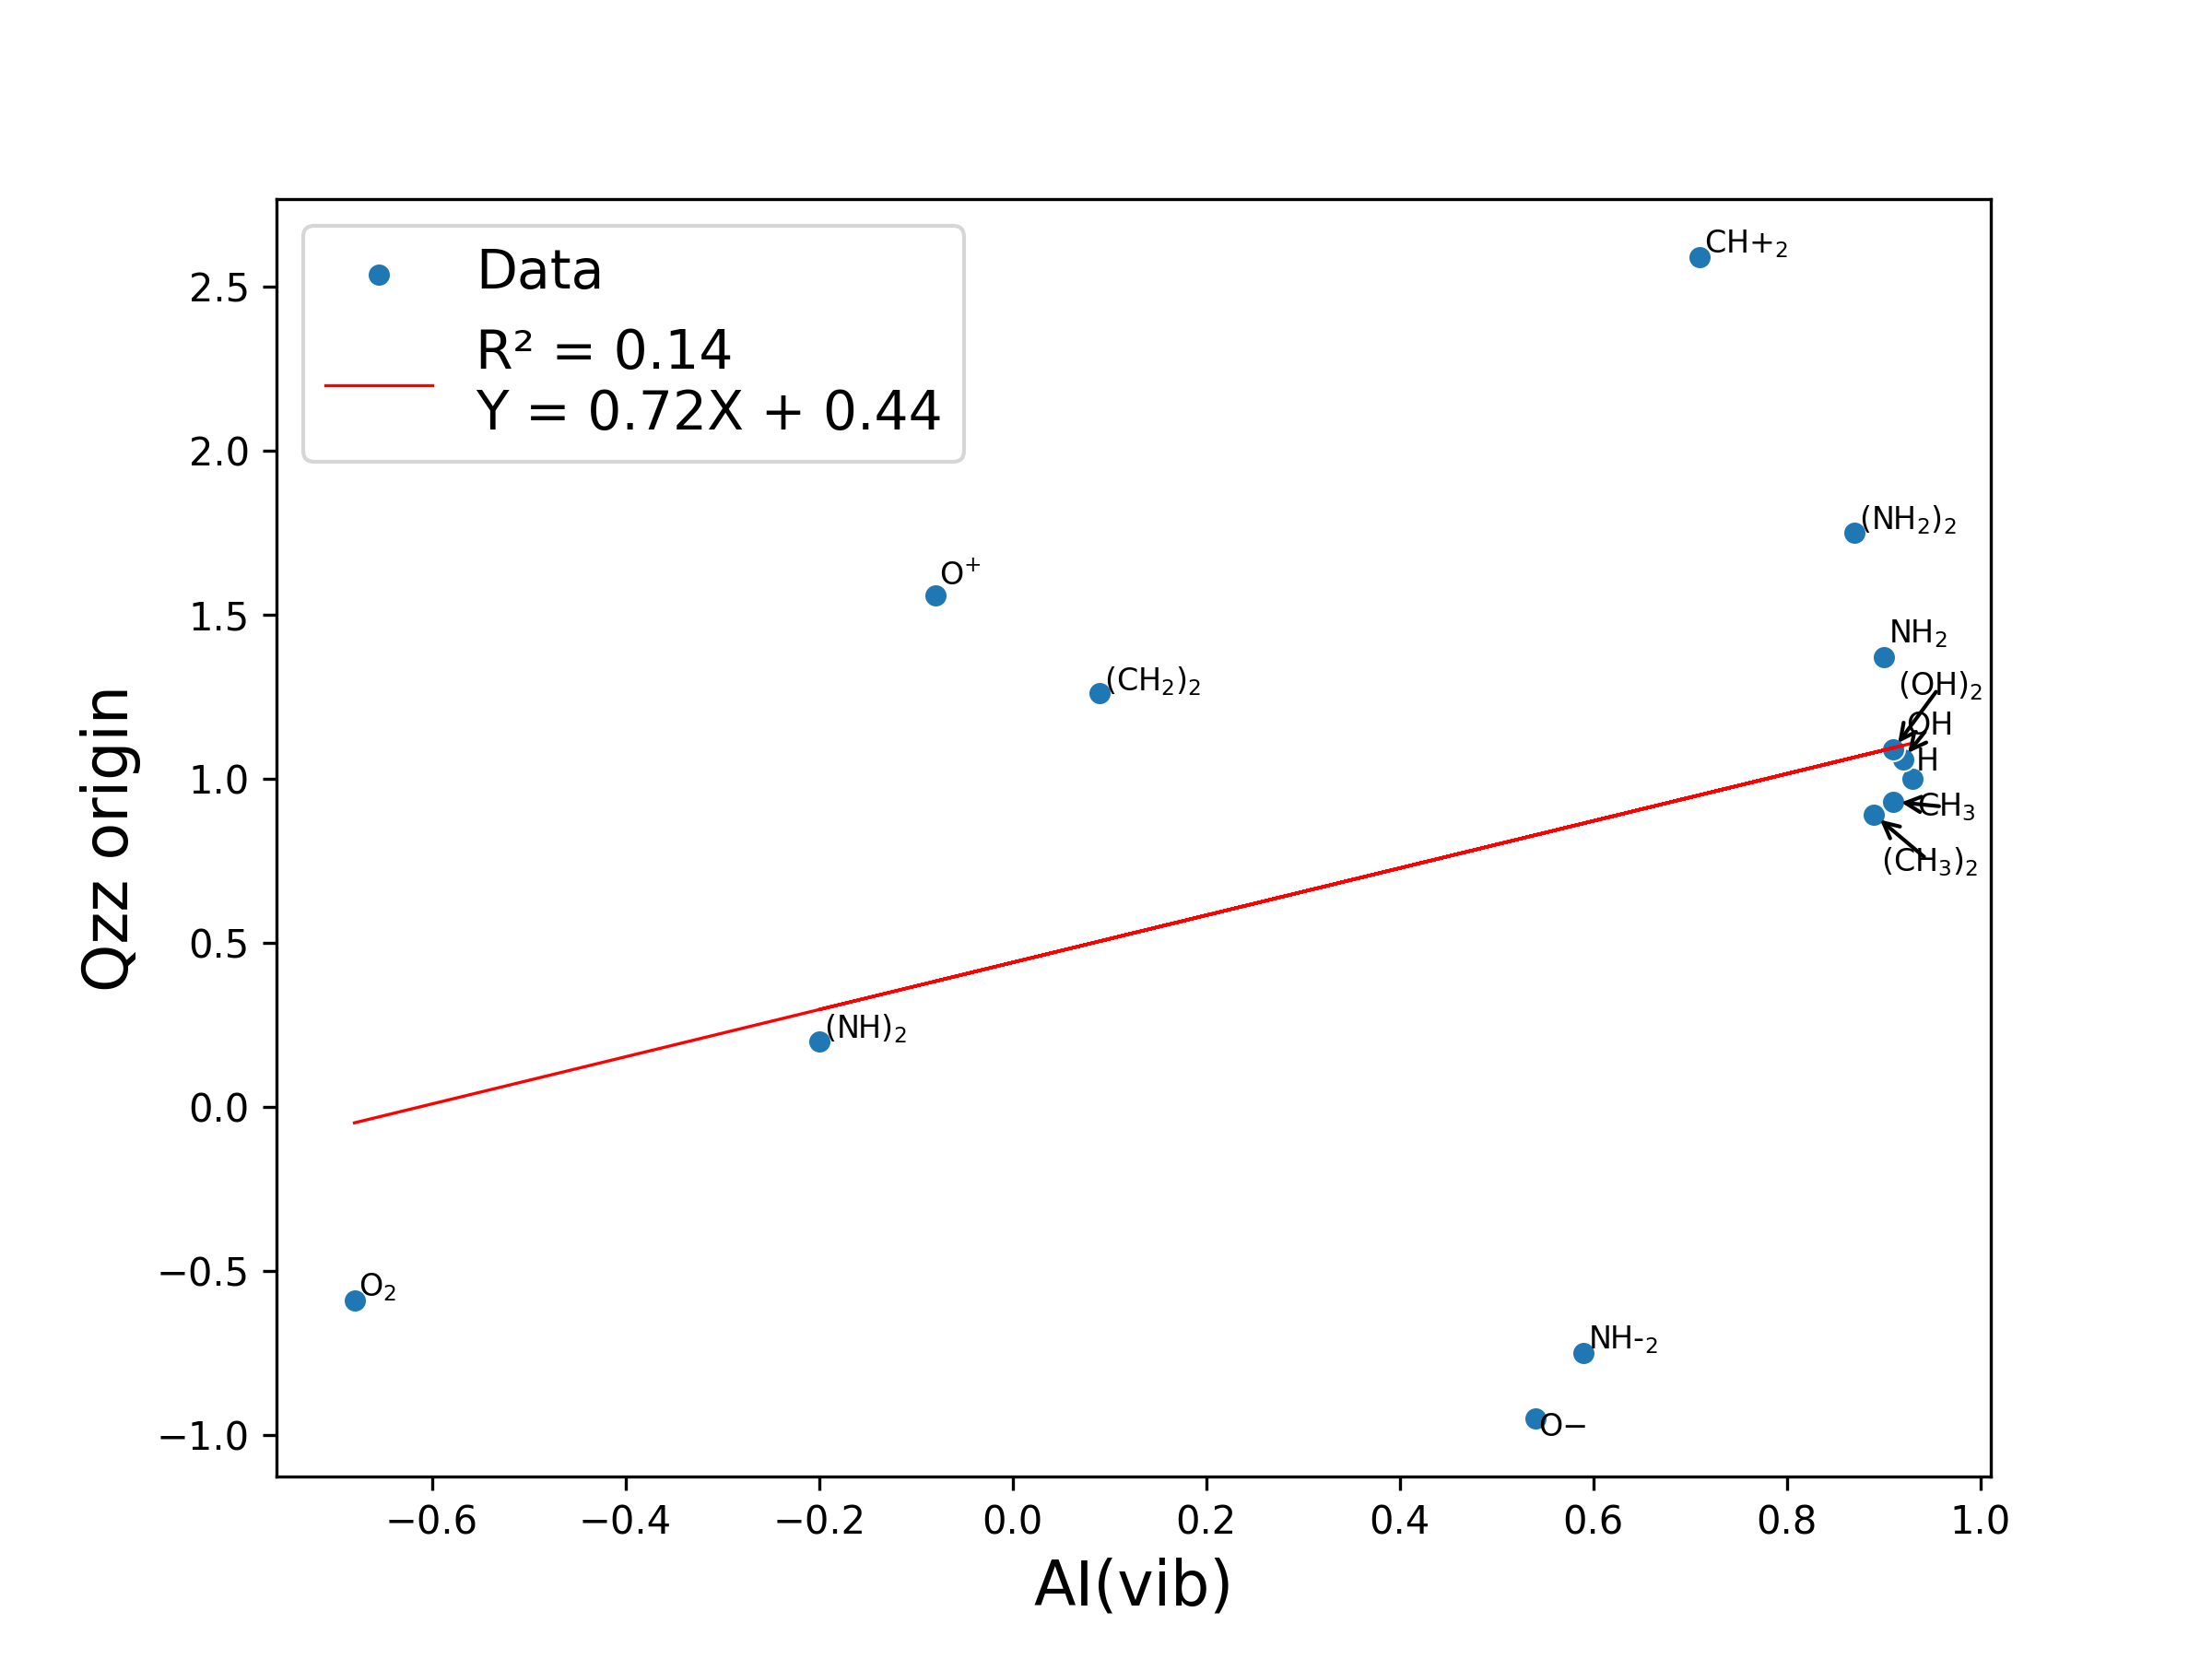 Data
R² = 0.14
Y = 0.72X + 0.44
CH+₂
(NH₂)₂
O⁺
NH₂
(CH₂)₂
(OH)₂
OH
H
CH₃
(CH₃)₂
(NH)₂
O₂
NH-₂
O−
2.5
2.0
1.5
1.0
0.5
0.0
−0.5
−1.0
Qzz origin
−0.6 −0.4 −0.2 0.0 0.2 0.4 0.6 0.8 1.0
AI(vib)